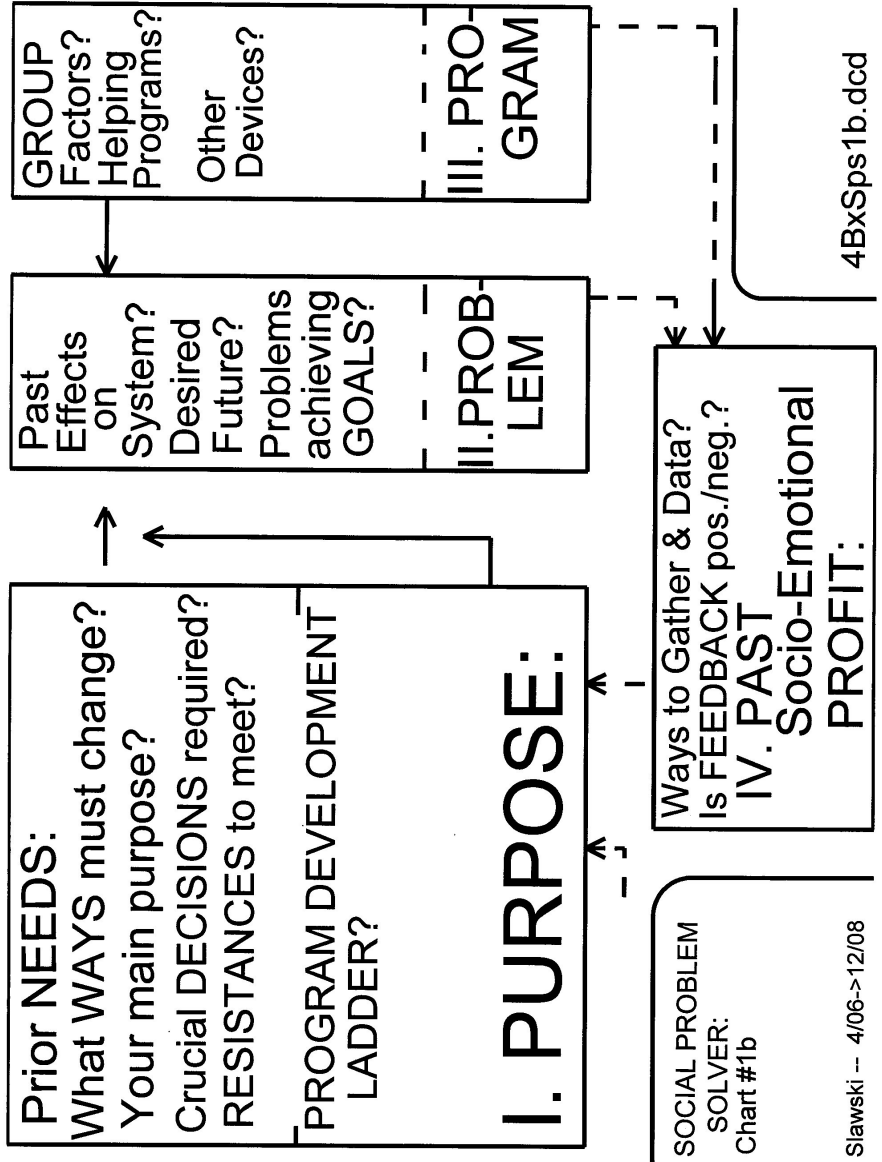 Prior NEEDS:
What WAYS must change?
Your main purpose?
Crucial DECISIONS required?
RESISTANCES to meet?
PROGRAM DEVELOPMENT
LADDER?
I. PURPOSE:
Past
Effects
on
System?
Desired
Future?
Problems
achieving
GOALS?
II.PROB-
LEM
GROUP
Factors?
Helping
Programs?
Other
Devices?
III. PRO-
GRAM
Ways to Gather & Data?
Is FEEDBACK pos./neg.?
IV. PAST
Socio-Emotional
PROFIT:
SOCIAL PROBLEM
SOLVER:
Chart #1b
Slawski -- 4/06->12/08
4BxSps1b.dcd